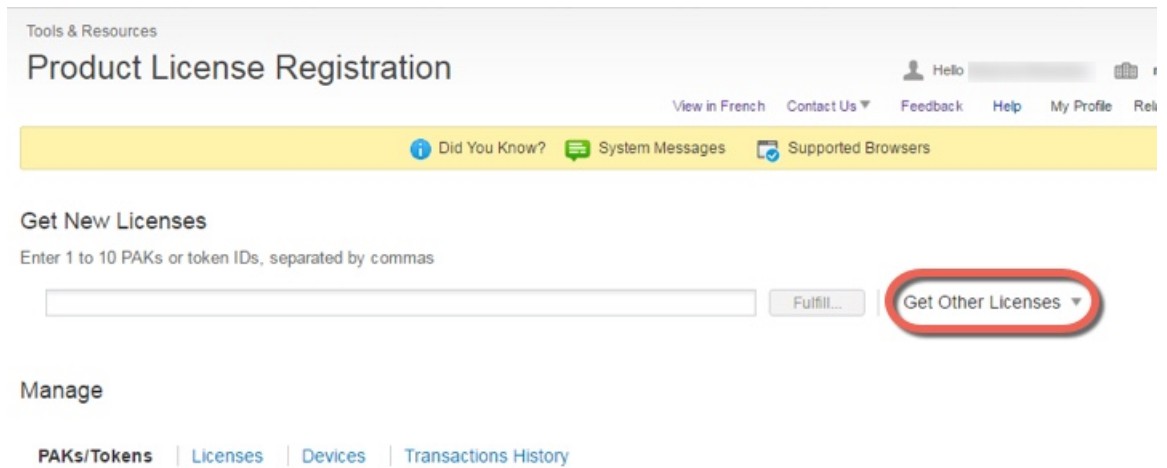 Tools & Resources
Product License Registration
Hello
View in French Contact Us Feedback Help My Profile
Did You Know? System Messages Supported Browsers
Get New Licenses
Enter 1 to 10 PAKs or token IDs, separated by commas
Fulfill... Get Other Licenses
Manage
PAKs/Tokens Licenses Devices Transactions History